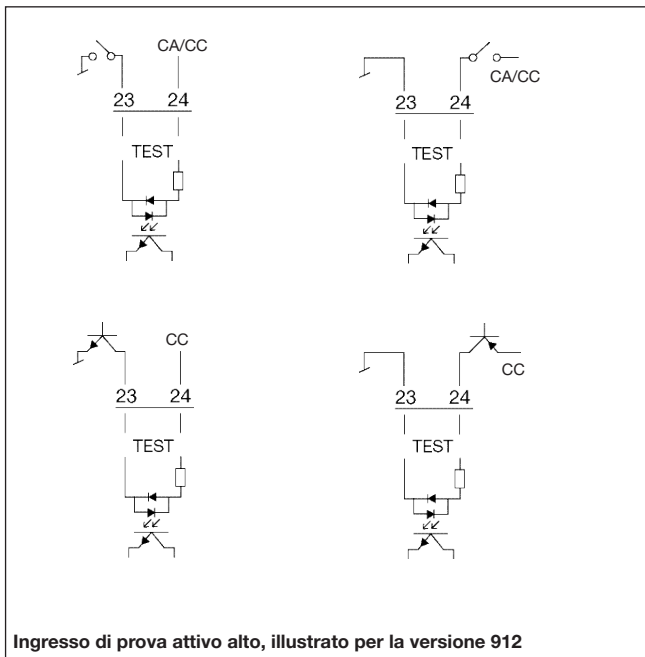 CA/CC
23 24
TEST
CA/CC
23 24
TEST
CC
23 24
TEST
CC
23 24
TEST
Ingresso di prova attivo alto, illustrato per la versione 912